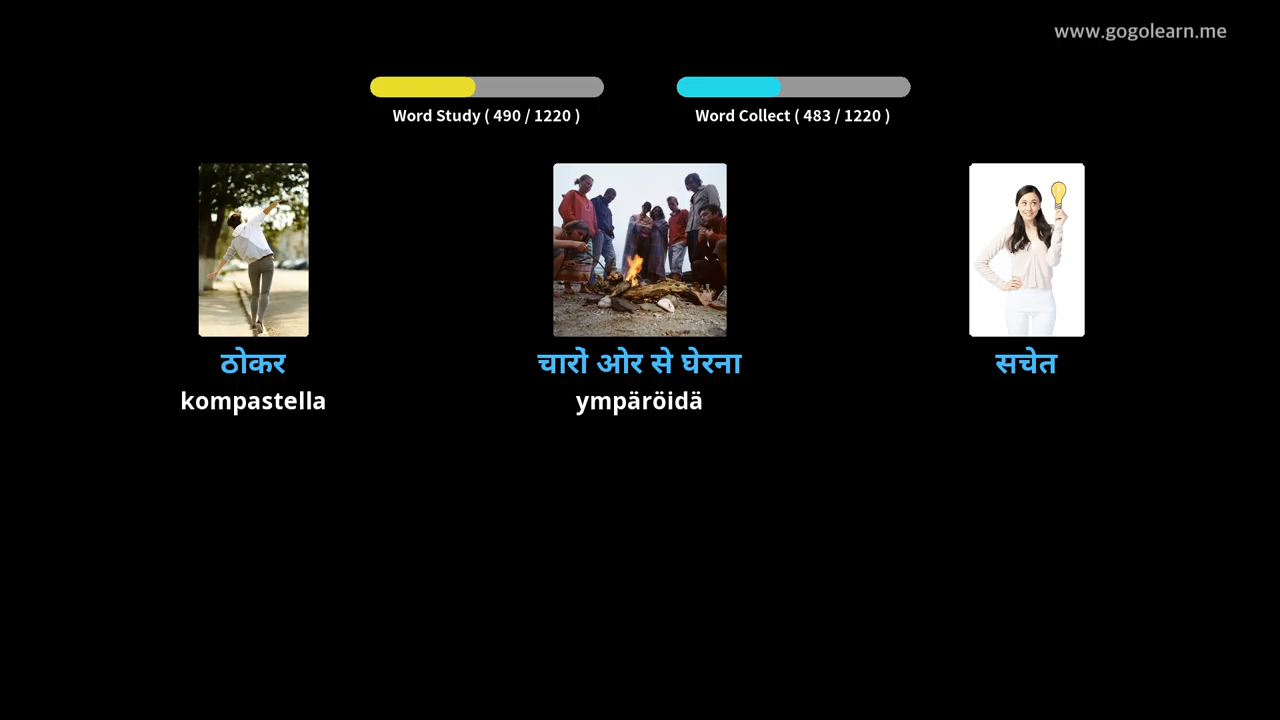 www.gogolearn.me
Word Study ( 490 / 1220 )
Word Collect ( 483 / 1220 )
ठोकर
चारों ओर से घेरना
सचेत
kompastella
ympäröidä